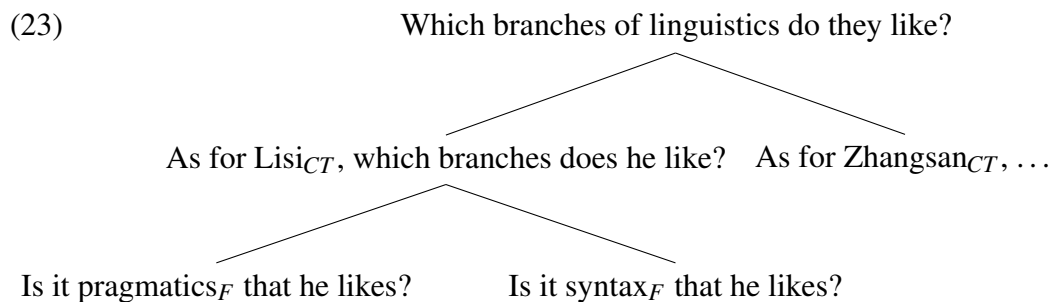 (23) Which branches of linguistics do they like?
As for Lisi_CT, which branches does he like? As for Zhangsan_CT, …
Is it pragmatics_F that he likes? Is it syntax_F that he likes?